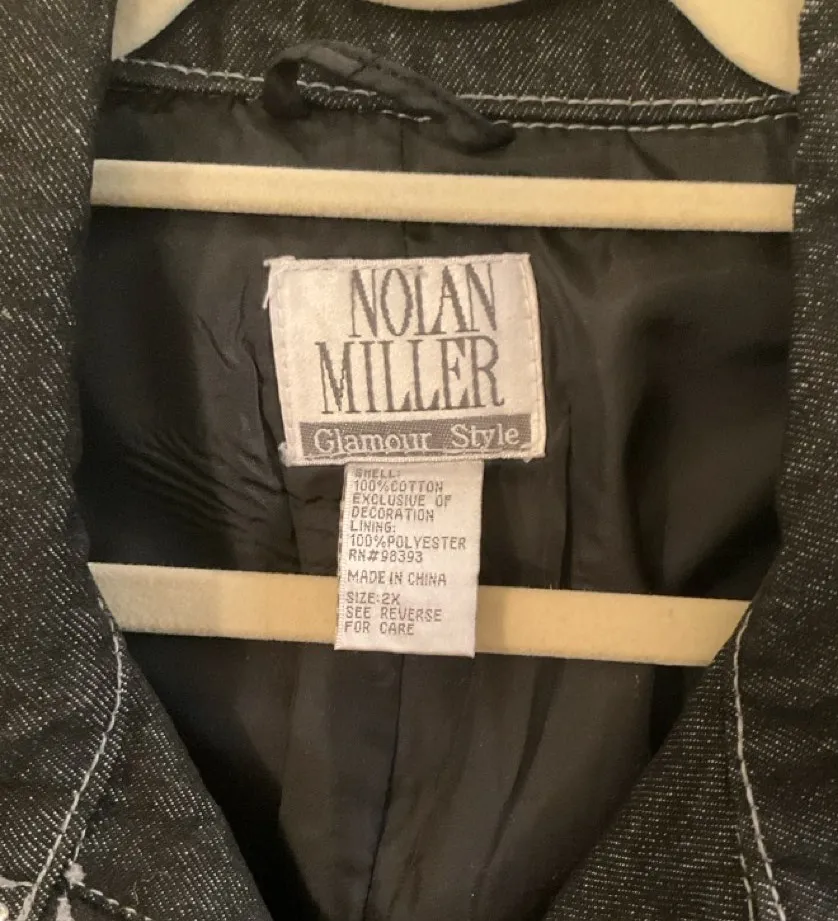 NOLAN
MILLER
Glamour Style
SHELL:
100%COTTON
EXCLUSIVE OF
DECORATION
LINING:
100%POLYESTER
RN#98393
MADE IN CHINA
SIZE:2X
SEE REVERSE
FOR CARE